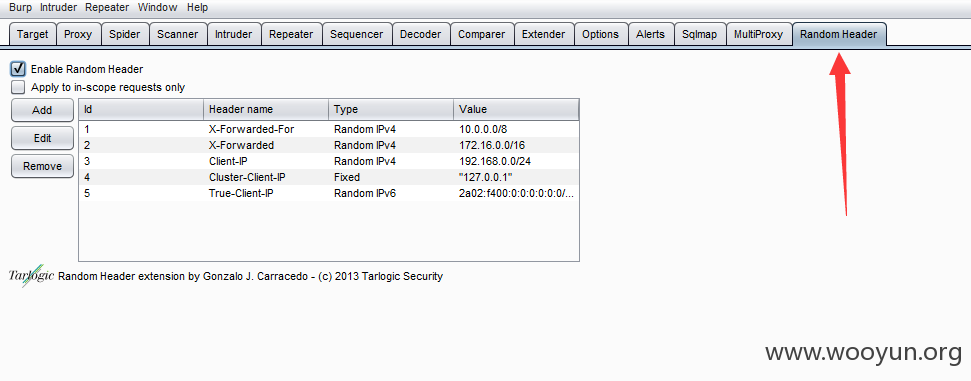 Burp Intruder Repeater Window Help
Target Proxy Spider Scanner Intruder Repeater Sequencer Decoder Comparer Extender Options Alerts Sqlmap MultiProxy Random Header
Enable Random Header
Apply to in-scope requests only
Add
Edit
Remove
Id Header name Type Value
1 X-Forwarded-For Random IPv4 10.0.0.0/8
2 X-Forwarded Random IPv4 172.16.0.0/16
3 Client-IP Random IPv4 192.168.0.0/24
4 Cluster-Client-IP Fixed "127.0.0.1"
5 True-Client-IP Random IPv6 2a02:f400:0:0:0:0:0:0/...
Tarlogic Random Header extension by Gonzalo J. Carracedo - (c) 2013 Tarlogic Security
www.wooyun.org